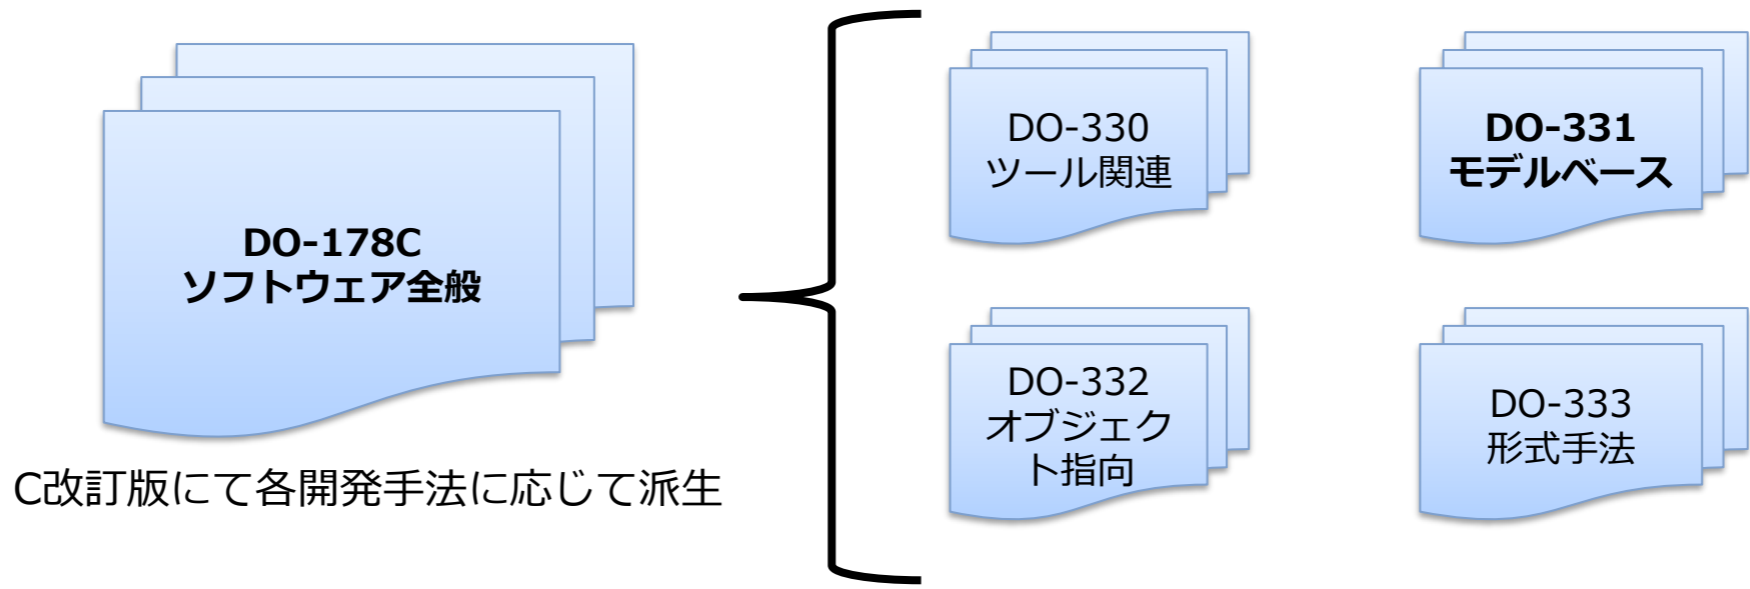 DO-178C
ソフトウェア全般
C改訂版にて各開発手法に応じて派生
DO-330
ツール関連
DO-331
モデルベース
DO-332
オブジェク
ト指向
DO-333
形式手法